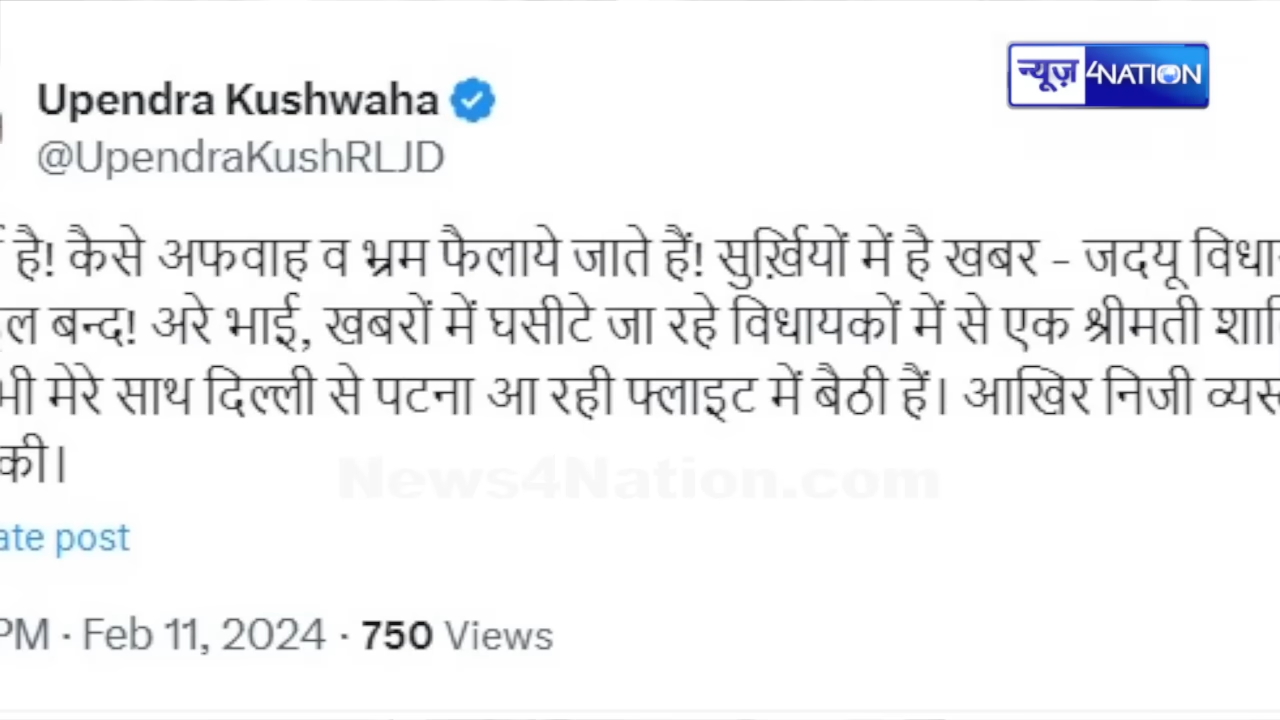 Upendra Kushwaha
न्यूज़ 4NATION
@UpendraKushRLJD
है! कैसे अफवाह व भ्रम फैलाये जाते हैं! सुर्ख़ियों में है खबर - जदयू
बन्द! अरे भाई, खबरों में घसीटे जा रहे विधायकों में से एक श्रीमती
मेरे साथ दिल्ली से पटना आ रही फ्लाइट में बैठी हैं। आखिर निजी
की।
News4Nation.com
post
PM · Feb 11, 2024 · 750 Views